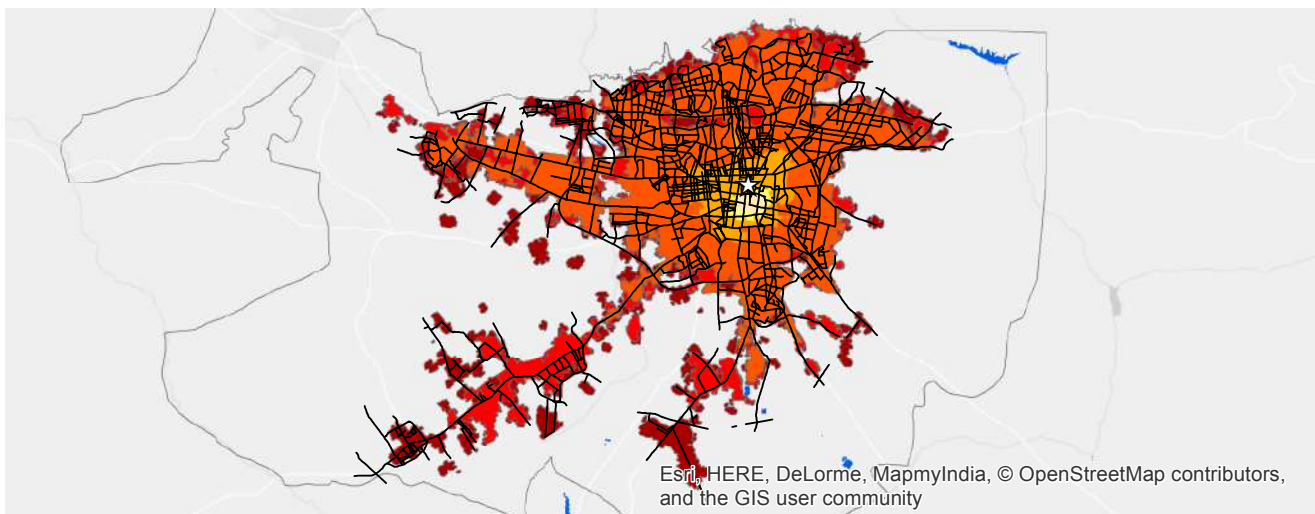 Esri, HERE, DeLorme, MapmyIndia, © OpenStreetMap contributors,
and the GIS user community